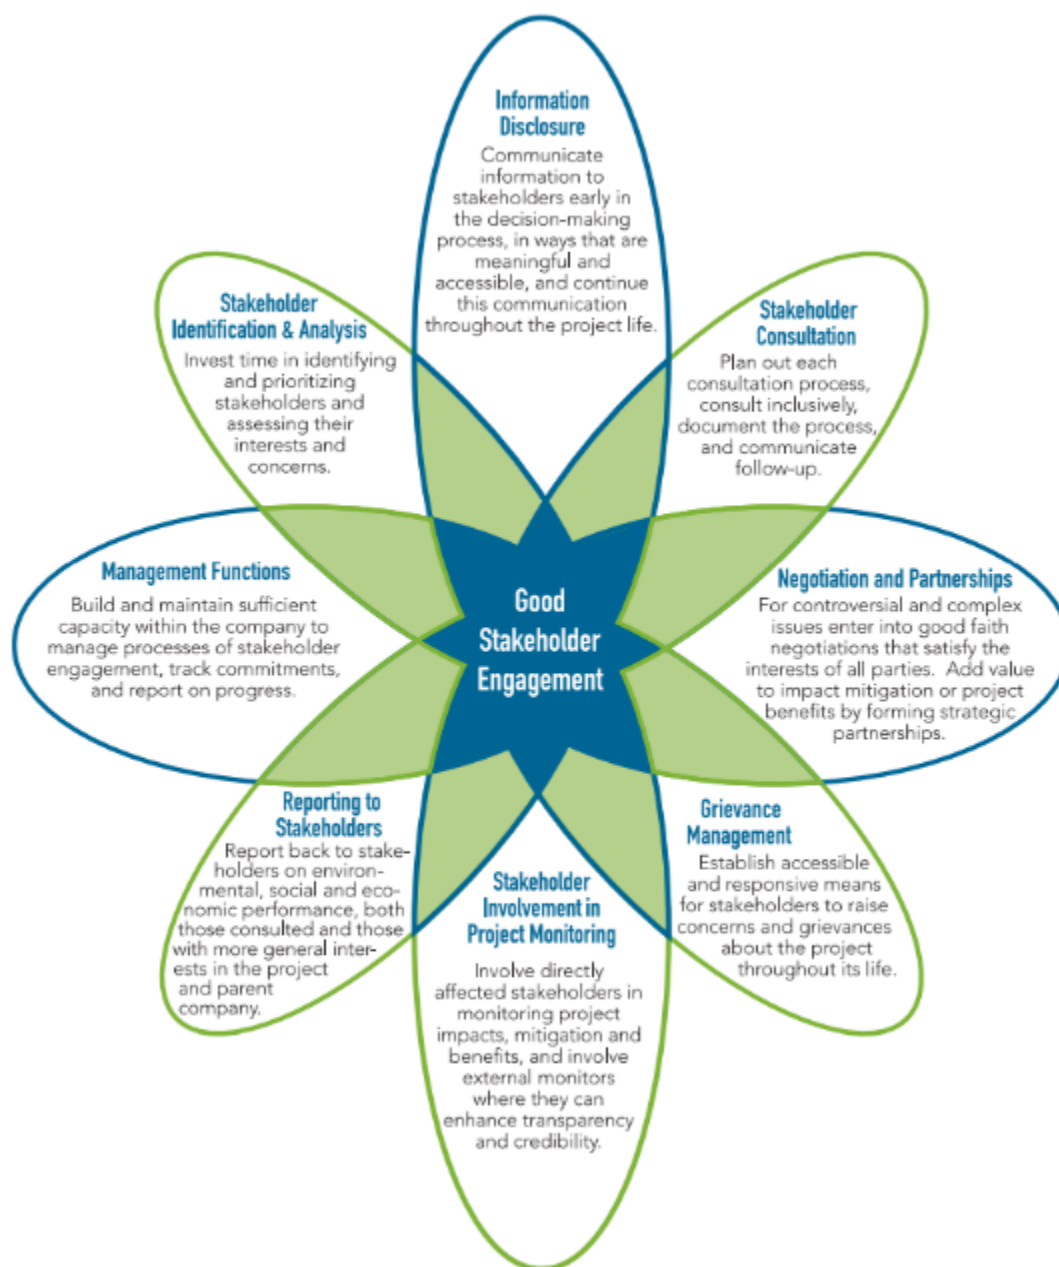 Information
Disclosure
Communicate
information to
stakeholders early in
the decision-making
process, in ways that are
meaningful and
accessible, and continue
this communication
throughout the project life.
Stakeholder
Identification & Analysis
Invest time in identifying
and prioritizing
stakeholders and
assessing their
interests and
concerns.
Stakeholder
Consultation
Plan out each
consultation process,
consult inclusively,
document the process,
and communicate
follow-up.
Management Functions
Build and maintain sufficient
capacity within the company to
manage processes of stakeholder
engagement, track commitments,
and report on progress.
Good
Stakeholder
Engagement
Negotiation and Partnerships
For controversial and complex
issues enter into good faith
negotiations that satisfy the
interests of all parties. Add value
to impact mitigation or project
benefits by forming strategic
partnerships.
Reporting to
Stakeholders
Report back to stake-
holders on environ-
mental, social and eco-
nomic performance, both
those consulted and those
with more general inter-
ests in the project
and parent
company.
Stakeholder
Involvement in
Project Monitoring
Involve directly
affected stakeholders in
monitoring project
impacts, mitigation and
benefits, and involve
external monitors
where they can
enhance transparency
and credibility.
Grievance
Management
Establish accessible
and responsive means
for stakeholders to raise
concerns and grievances
about the project
throughout its life.